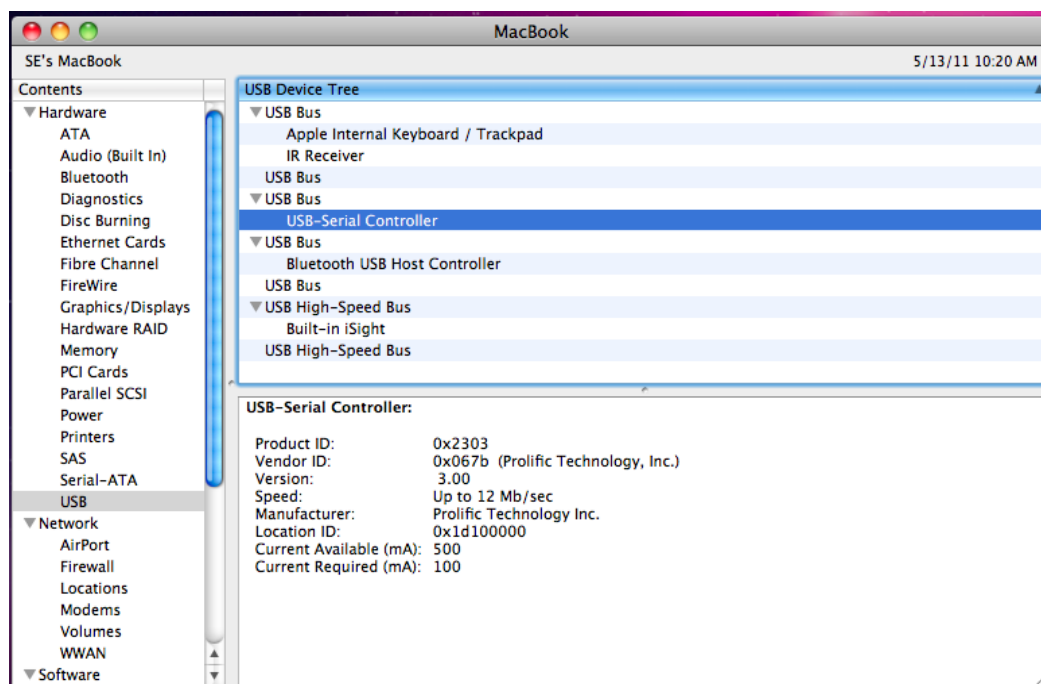 MacBook
SE's MacBook
5/13/11 10:20 AM
Contents
Hardware
ATA
Audio (Built In)
Bluetooth
Diagnostics
Disc Burning
Ethernet Cards
Fibre Channel
FireWire
Graphics/Displays
Hardware RAID
Memory
PCI Cards
Parallel SCSI
Power
Printers
SAS
Serial-ATA
USB
Network
AirPort
Firewall
Locations
Modems
Volumes
WWAN
Software
USB Device Tree
USB Bus
Apple Internal Keyboard / Trackpad
IR Receiver
USB Bus
USB Bus
USB-Serial Controller
USB Bus
Bluetooth USB Host Controller
USB Bus
USB High-Speed Bus
Built-in iSight
USB High-Speed Bus
USB-Serial Controller:
Product ID: 0x2303
Vendor ID: 0x067b (Prolific Technology, Inc.)
Version: 3.00
Speed: Up to 12 Mb/sec
Manufacturer: Prolific Technology Inc.
Location ID: 0x1d100000
Current Available (mA): 500
Current Required (mA): 100